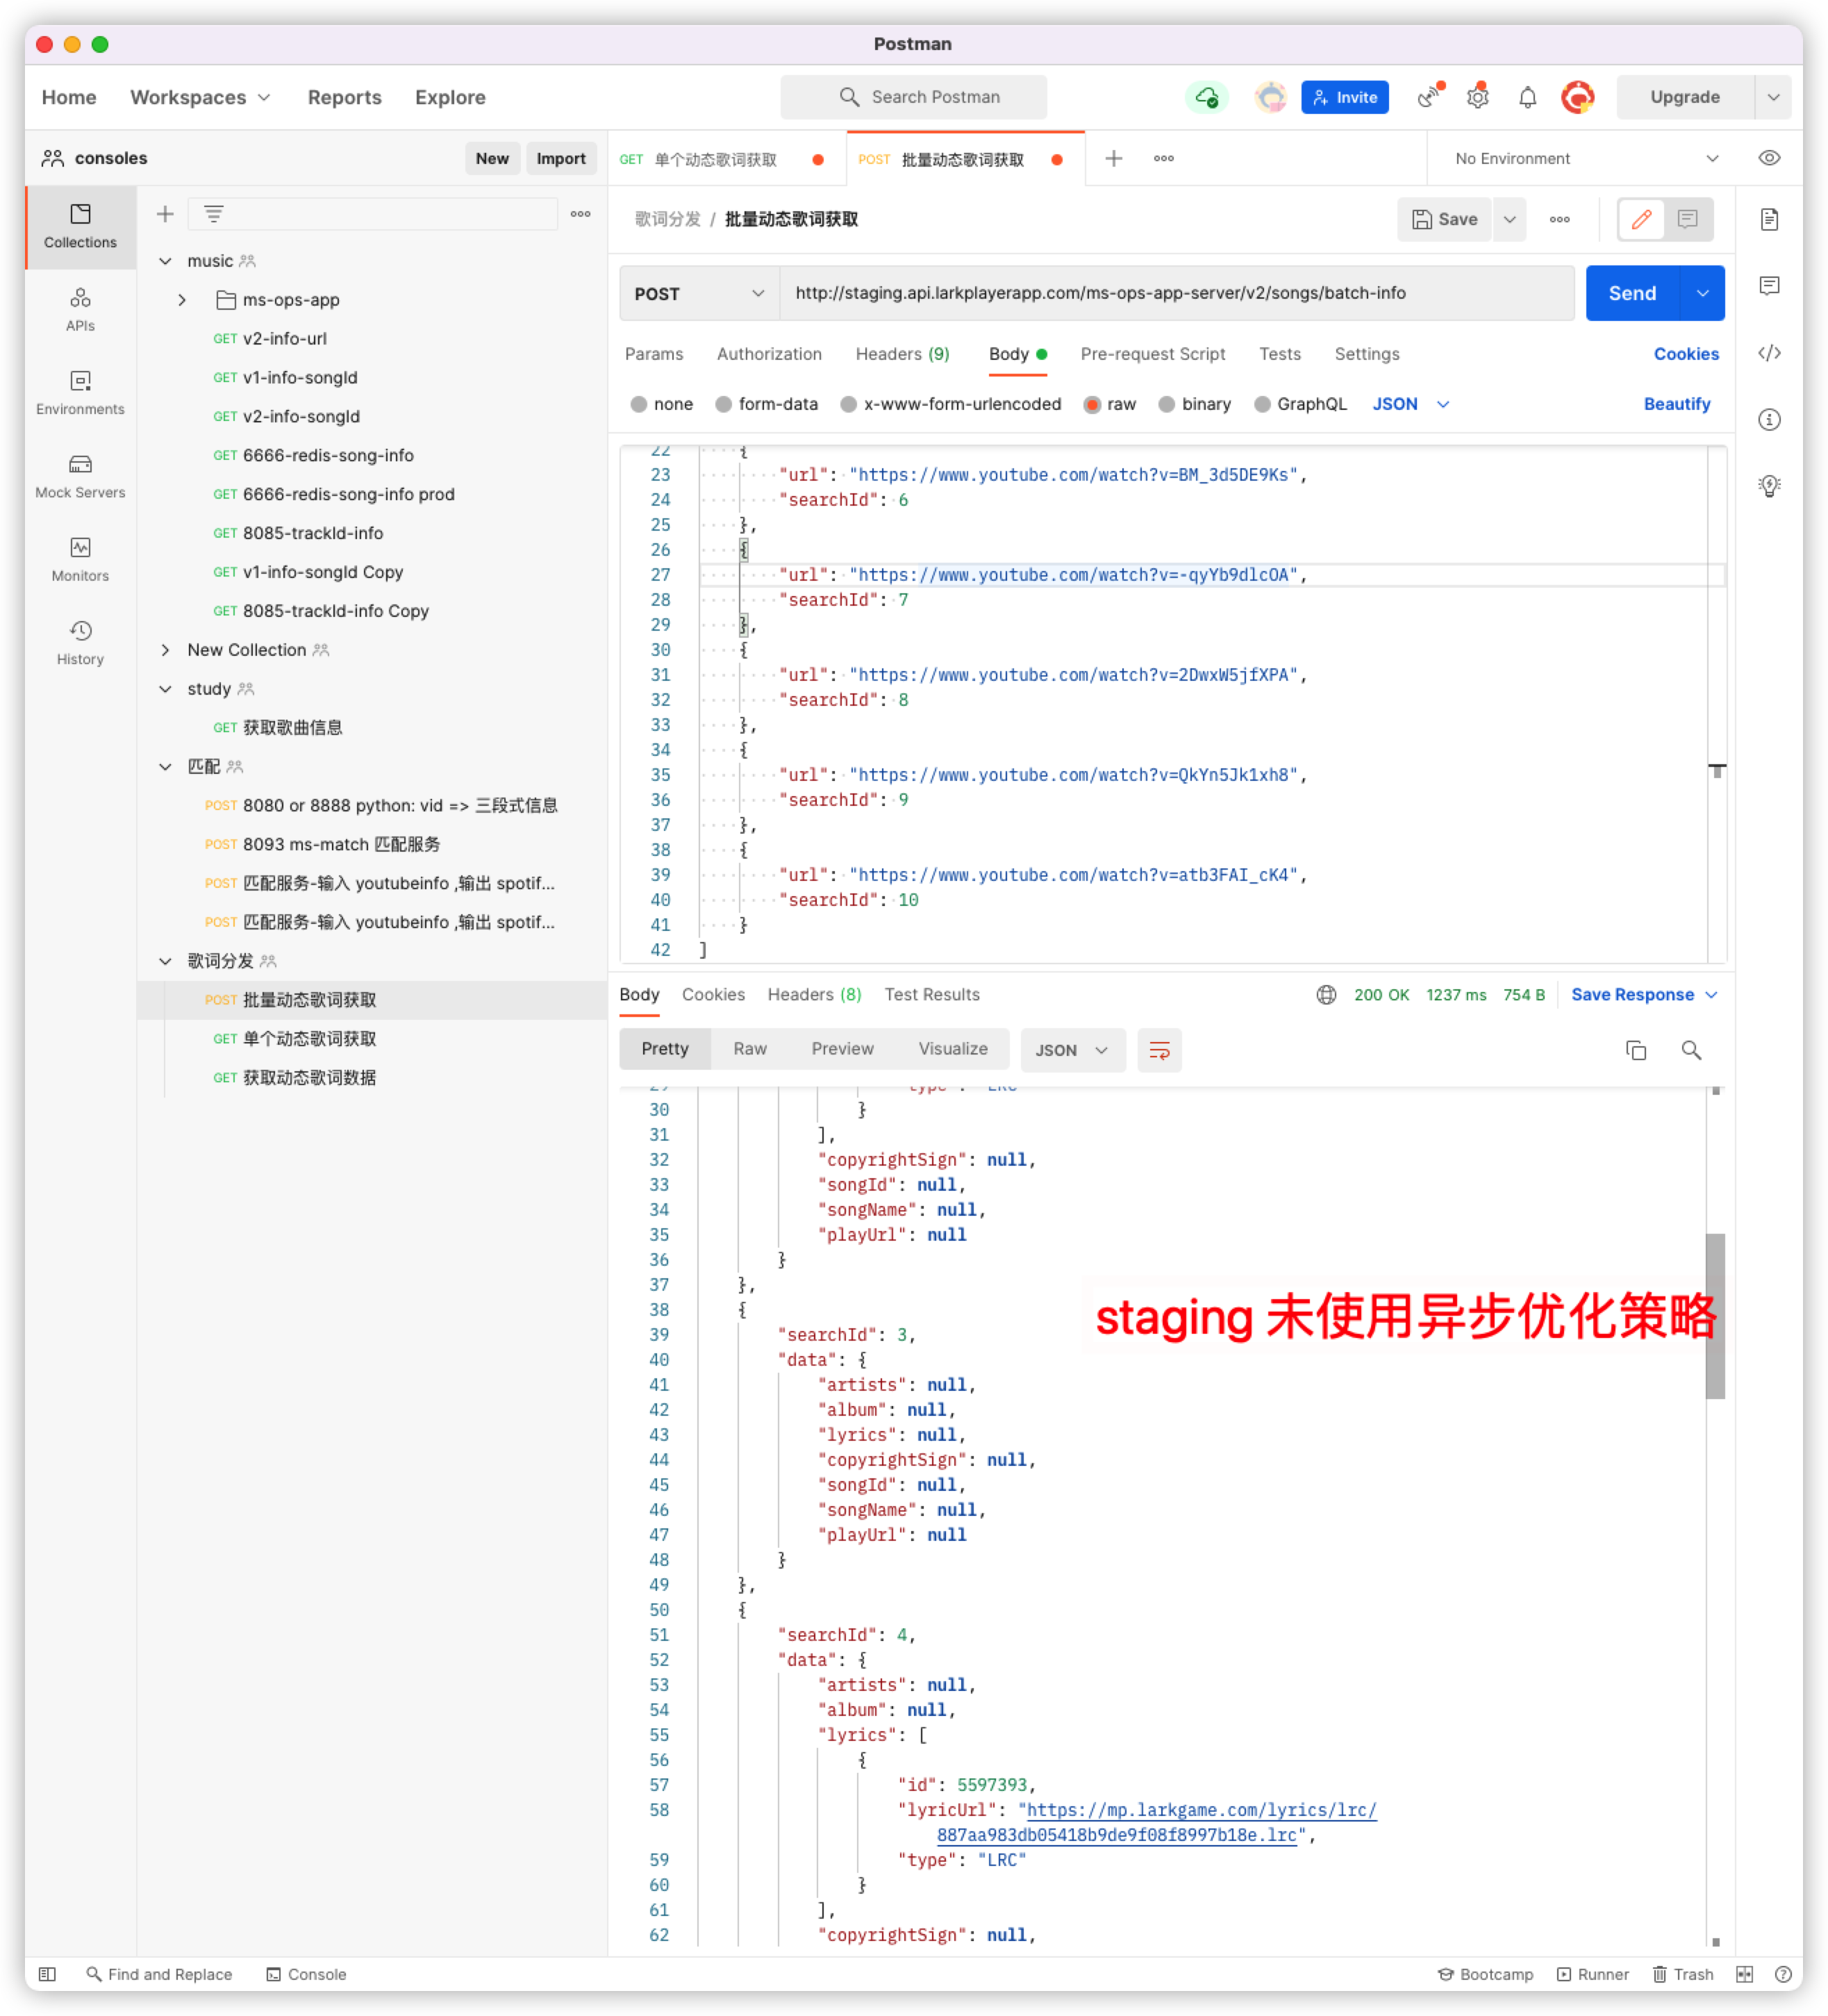 Postman
Home Workspaces Reports Explore Search Postman Invite Upgrade
consoles New Import GET 单个动态歌词获取 POST 批量动态歌词获取 No Environment
Collections
APIs
Environments
Mock Servers
Monitors
History
music
ms-ops-app
GET v2-info-url
GET v1-info-songId
GET v2-info-songId
GET 6666-redis-song-info
GET 6666-redis-song-info prod
GET 8085-trackId-info
GET v1-info-songId Copy
GET 8085-trackId-info Copy
New Collection
study
GET 获取歌曲信息
匹配
POST 8080 or 8888 python: vid => 三段式信息
POST 8093 ms-match 匹配服务
POST 匹配服务-输入 youtubeinfo ,输出 spotif...
POST 匹配服务-输入 youtubeinfo ,输出 spotif...
歌词分发
POST 批量动态歌词获取
GET 单个动态歌词获取
GET 获取动态歌词数据
歌词分发 / 批量动态歌词获取 Save
POST http://staging.api.larkplayerapp.com/ms-ops-app-server/v2/songs/batch-info Send
Params Authorization Headers (9) Body Pre-request Script Tests Settings Cookies
none form-data x-www-form-urlencoded raw binary GraphQL JSON Beautify
22 {
23 "url": "https://www.youtube.com/watch?v=BM_3d5DE9Ks",
24 "searchId": 6
25 },
26 {
27 "url": "https://www.youtube.com/watch?v=-qyYb9dlcOA",
28 "searchId": 7
29 },
30 {
31 "url": "https://www.youtube.com/watch?v=2DwxW5jfXPA",
32 "searchId": 8
33 },
34 {
35 "url": "https://www.youtube.com/watch?v=QkYn5Jk1xh8",
36 "searchId": 9
37 },
38 {
39 "url": "https://www.youtube.com/watch?v=atb3FAI_cK4",
40 "searchId": 10
41 }
42 ]
Body Cookies Headers (8) Test Results 200 OK 1237 ms 754 B Save Response
Pretty Raw Preview Visualize JSON
29 "type": "LRC"
30 }
31 ],
32 "copyrightSign": null,
33 "songId": null,
34 "songName": null,
35 "playUrl": null
36 }
37 },
38 {
staging 未使用异步优化策略
39 "searchId": 3,
40 "data": {
41 "artists": null,
42 "album": null,
43 "lyrics": null,
44 "copyrightSign": null,
45 "songId": null,
46 "songName": null,
47 "playUrl": null
48 }
49 },
50 {
51 "searchId": 4,
52 "data": {
53 "artists": null,
54 "album": null,
55 "lyrics": [
56 {
57 "id": 5597393,
58 "lyricUrl": "https://mp.larkgame.com/lyrics/lrc/
887aa983db05418b9de9f08f8997b18e.lrc",
59 "type": "LRC"
60 }
61 ],
62 "copyrightSign": null,
Find and Replace Console Bootcamp Runner Trash